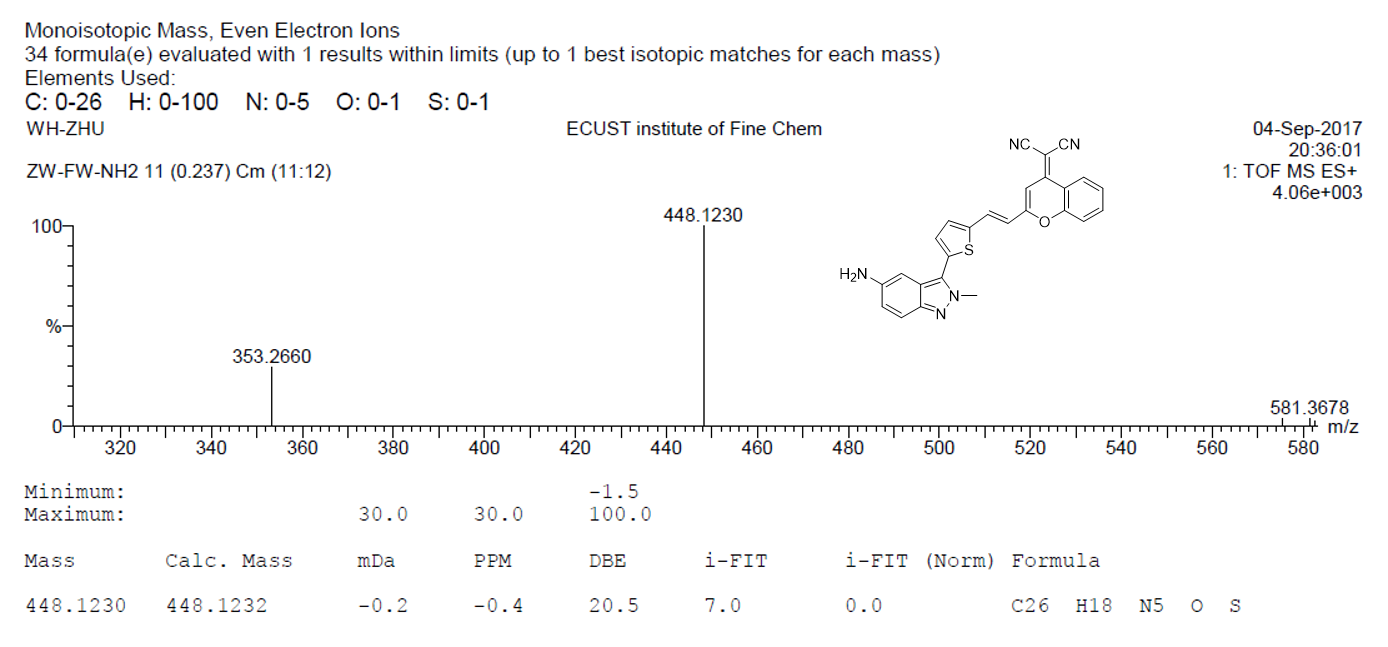 Monoisotopic Mass, Even Electron Ions
34 formula(e) evaluated with 1 results within limits (up to 1 best isotopic matches for each mass)
Elements Used:
C: 0-26 H: 0-100 N: 0-5 O: 0-1 S: 0-1
WH-ZHU ECUST institute of Fine Chem 04-Sep-2017
20:36:01
ZW-FW-NH2 11 (0.237) Cm (11:12) 1: TOF MS ES+
4.06e+003
NC CN
O
S
H2N
N
N
448.1230
100
%
353.2660
581.3678
0
m/z
320 340 360 380 400 420 440 460 480 500 520 540 560 580
Minimum: -1.5
Maximum: 30.0 30.0 100.0
Mass Calc. Mass mDa PPM DBE i-FIT i-FIT (Norm) Formula
448.1230 448.1232 -0.2 -0.4 20.5 7.0 0.0 C26 H18 N5 O S